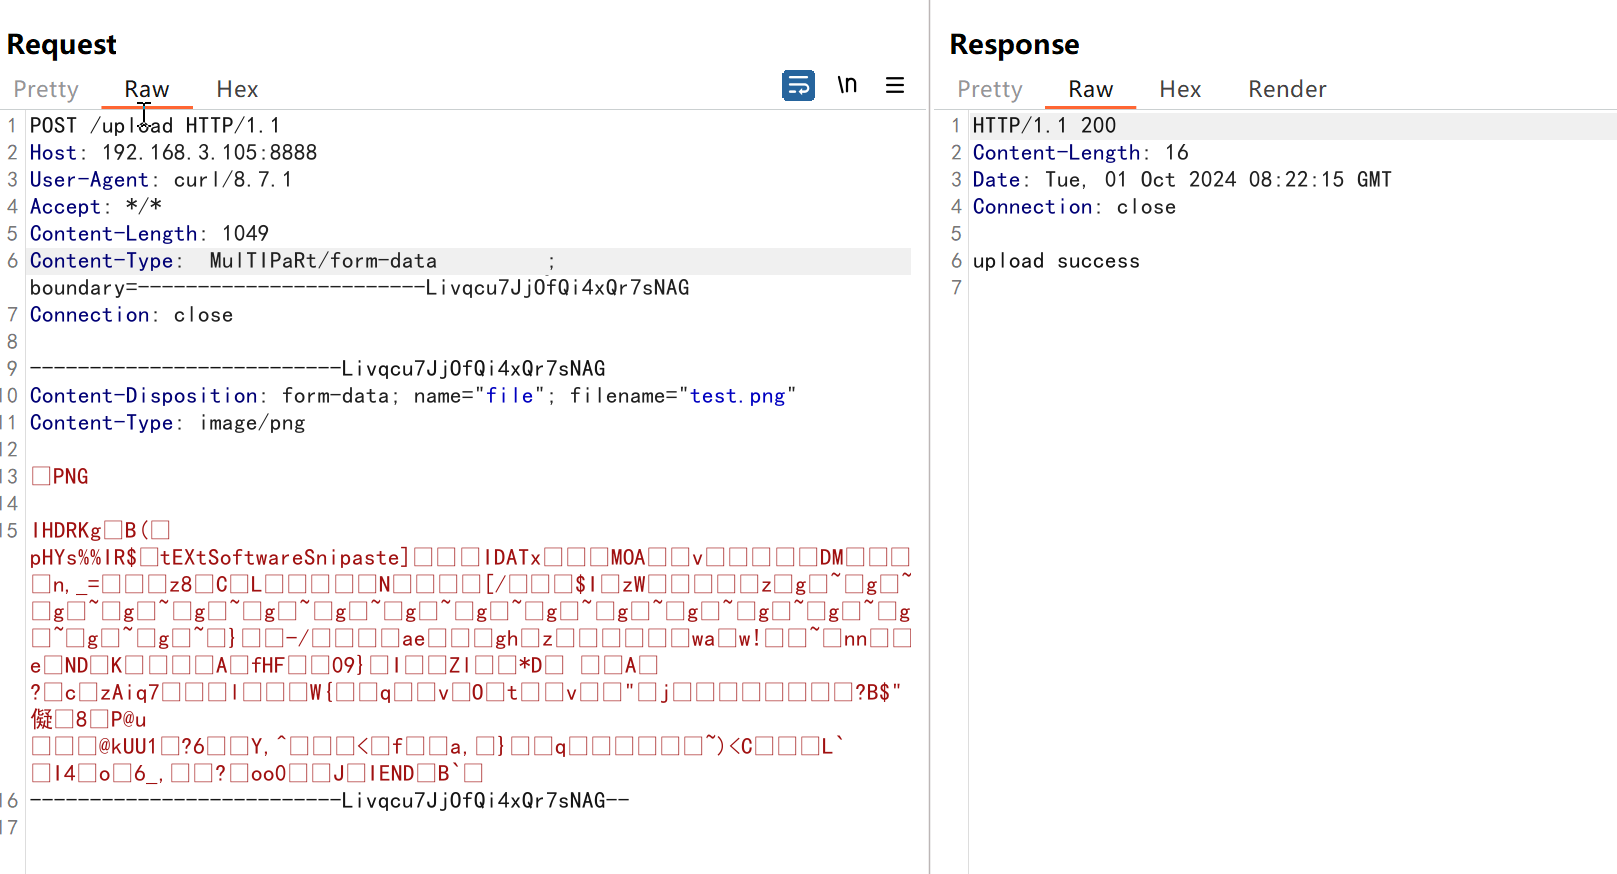 Request
Pretty Raw Hex
\n
1 POST /upload HTTP/1.1
2 Host: 192.168.3.105:8888
3 User-Agent: curl/8.7.1
4 Accept: */*
5 Content-Length: 1049
6 Content-Type:  MulTIPaRt/form-data         ;
boundary=------------------------Livqcu7JjOfQi4xQr7sNAG
7 Connection: close
8
9 --------------------------Livqcu7JjOfQi4xQr7sNAG
10 Content-Disposition: form-data; name="file"; filename="test.png"
11 Content-Type: image/png
12
13 □PNG
14
15 IHDRKg□B(□
pHYs%%IR$□tEXtSoftwareSnipaste]□□□IDATx□□□MOA□□v□□□□□DM□□□
□n,_=□□□z8□C□L□□□□□N□□□□[/□□□$I□zW□□□□□z□g□~□g□~
□g□~□g□~□g□~□g□~□g□~□g□~□g□~□g□~□g□~□g□~□g□~□g
□~□g□~□g□~□}□□-/□□□□ae□□□gh□z□□□□□□wa□w!□□~□nn□□
e□ND□K□□□□A□fHF□□09}□I□□ZI□□*D□ □□A□
?□c□zAiq7□□□I□□□W{□□q□□v□O□t□□v□□"□j□□□□□□□□?B$"
儗□8□P@u
□□□@kUU1□?6□□Y,^□□□<□f□□a,□}□□q□□□□□□~)<C□□□L`
□I4□o□6_,□□?□oo0□□J□IEND□B`□
16 --------------------------Livqcu7JjOfQi4xQr7sNAG--
17
Response
Pretty Raw Hex Render
1 HTTP/1.1 200
2 Content-Length: 16
3 Date: Tue, 01 Oct 2024 08:22:15 GMT
4 Connection: close
5
6 upload success
7